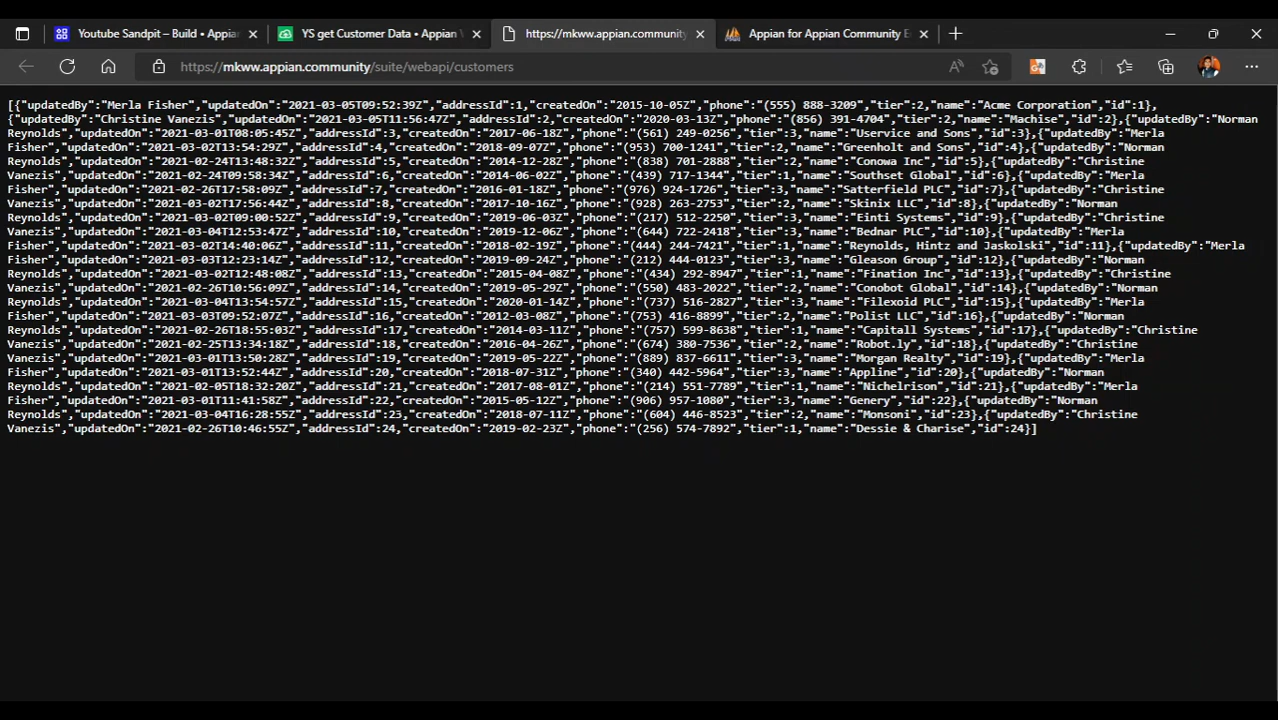 Youtube Sandpit – Build • Appian
YS get Customer Data • Appian
https://mkww.appian.community
Appian for Appian Community E
https://mkww.appian.community/suite/webapi/customers
[{"updatedBy":"Merla Fisher","updatedOn":"2021-03-05T09:52:39Z","addressId":1,"createdOn":"2015-10-05Z","phone":"(555) 888-3209","tier":2,"name":"Acme Corporation","id":1},
{"updatedBy":"Christine Vanezis","updatedOn":"2021-03-05T11:56:47Z","addressId":2,"createdOn":"2020-03-13Z","phone":"(856) 391-4704","tier":2,"name":"Machise","id":2},{"updatedBy":"Norman
Reynolds","updatedOn":"2021-03-01T08:05:45Z","addressId":3,"createdOn":"2017-06-18Z","phone":"(561) 249-0256","tier":3,"name":"Uservice and Sons","id":3},{"updatedBy":"Merla
Fisher","updatedOn":"2021-03-02T13:54:29Z","addressId":4,"createdOn":"2018-09-07Z","phone":"(953) 700-1241","tier":2,"name":"Greenholt and Sons","id":4},{"updatedBy":"Norman
Reynolds","updatedOn":"2021-02-24T13:48:32Z","addressId":5,"createdOn":"2014-12-28Z","phone":"(838) 701-2888","tier":2,"name":"Conowa Inc","id":5},{"updatedBy":"Christine
Vanezis","updatedOn":"2021-02-24T09:58:34Z","addressId":6,"createdOn":"2014-06-02Z","phone":"(439) 717-1344","tier":1,"name":"Southset Global","id":6},{"updatedBy":"Merla
Fisher","updatedOn":"2021-02-26T17:58:09Z","addressId":7,"createdOn":"2016-01-18Z","phone":"(976) 924-1726","tier":3,"name":"Satterfield PLC","id":7},{"updatedBy":"Christine
Vanezis","updatedOn":"2021-03-02T17:56:44Z","addressId":8,"createdOn":"2017-10-16Z","phone":"(928) 263-2753","tier":2,"name":"Skinix LLC","id":8},{"updatedBy":"Norman
Reynolds","updatedOn":"2021-03-02T09:00:52Z","addressId":9,"createdOn":"2019-06-03Z","phone":"(217) 512-2250","tier":3,"name":"Einti Systems","id":9},{"updatedBy":"Christine
Vanezis","updatedOn":"2021-03-04T12:53:47Z","addressId":10,"createdOn":"2019-12-06Z","phone":"(644) 722-2418","tier":3,"name":"Bednar PLC","id":10},{"updatedBy":"Merla
Fisher","updatedOn":"2021-03-02T14:40:06Z","addressId":11,"createdOn":"2018-02-19Z","phone":"(444) 244-7421","tier":1,"name":"Reynolds, Hintz and Jaskolski","id":11},{"updatedBy":"Merla
Fisher","updatedOn":"2021-03-03T12:23:14Z","addressId":12,"createdOn":"2019-09-24Z","phone":"(212) 444-0123","tier":3,"name":"Gleason Group","id":12},{"updatedBy":"Norman
Reynolds","updatedOn":"2021-03-02T12:48:08Z","addressId":13,"createdOn":"2015-04-08Z","phone":"(434) 292-8947","tier":1,"name":"Fination Inc","id":13},{"updatedBy":"Christine
Vanezis","updatedOn":"2021-02-26T10:56:09Z","addressId":14,"createdOn":"2019-05-29Z","phone":"(550) 483-2022","tier":2,"name":"Conobot Global","id":14},{"updatedBy":"Norman
Reynolds","updatedOn":"2021-03-04T13:54:57Z","addressId":15,"createdOn":"2020-01-14Z","phone":"(737) 516-2827","tier":3,"name":"Filexoid PLC","id":15},{"updatedBy":"Merla
Fisher","updatedOn":"2021-03-03T09:52:07Z","addressId":16,"createdOn":"2012-03-08Z","phone":"(753) 416-8899","tier":2,"name":"Polist LLC","id":16},{"updatedBy":"Norman
Reynolds","updatedOn":"2021-02-26T18:55:03Z","addressId":17,"createdOn":"2014-03-11Z","phone":"(757) 599-8638","tier":1,"name":"Capitall Systems","id":17},{"updatedBy":"Christine
Vanezis","updatedOn":"2021-02-25T13:34:18Z","addressId":18,"createdOn":"2016-04-26Z","phone":"(674) 380-7536","tier":2,"name":"Robot.ly","id":18},{"updatedBy":"Christine
Vanezis","updatedOn":"2021-03-01T13:50:28Z","addressId":19,"createdOn":"2019-05-22Z","phone":"(889) 837-6611","tier":3,"name":"Morgan Realty","id":19},{"updatedBy":"Merla
Fisher","updatedOn":"2021-03-01T13:52:44Z","addressId":20,"createdOn":"2018-07-31Z","phone":"(340) 442-5964","tier":3,"name":"Appline","id":20},{"updatedBy":"Norman
Reynolds","updatedOn":"2021-02-05T18:32:20Z","addressId":21,"createdOn":"2017-08-01Z","phone":"(214) 551-7789","tier":1,"name":"Nichelrison","id":21},{"updatedBy":"Merla
Fisher","updatedOn":"2021-03-01T11:41:58Z","addressId":22,"createdOn":"2015-05-12Z","phone":"(906) 957-1080","tier":3,"name":"Genery","id":22},{"updatedBy":"Norman
Reynolds","updatedOn":"2021-03-04T16:28:55Z","addressId":23,"createdOn":"2018-07-11Z","phone":"(604) 446-8523","tier":2,"name":"Monsoni","id":23},{"updatedBy":"Christine
Vanezis","updatedOn":"2021-02-26T10:46:55Z","addressId":24,"createdOn":"2019-02-23Z","phone":"(256) 574-7892","tier":1,"name":"Dessie & Charise","id":24}]